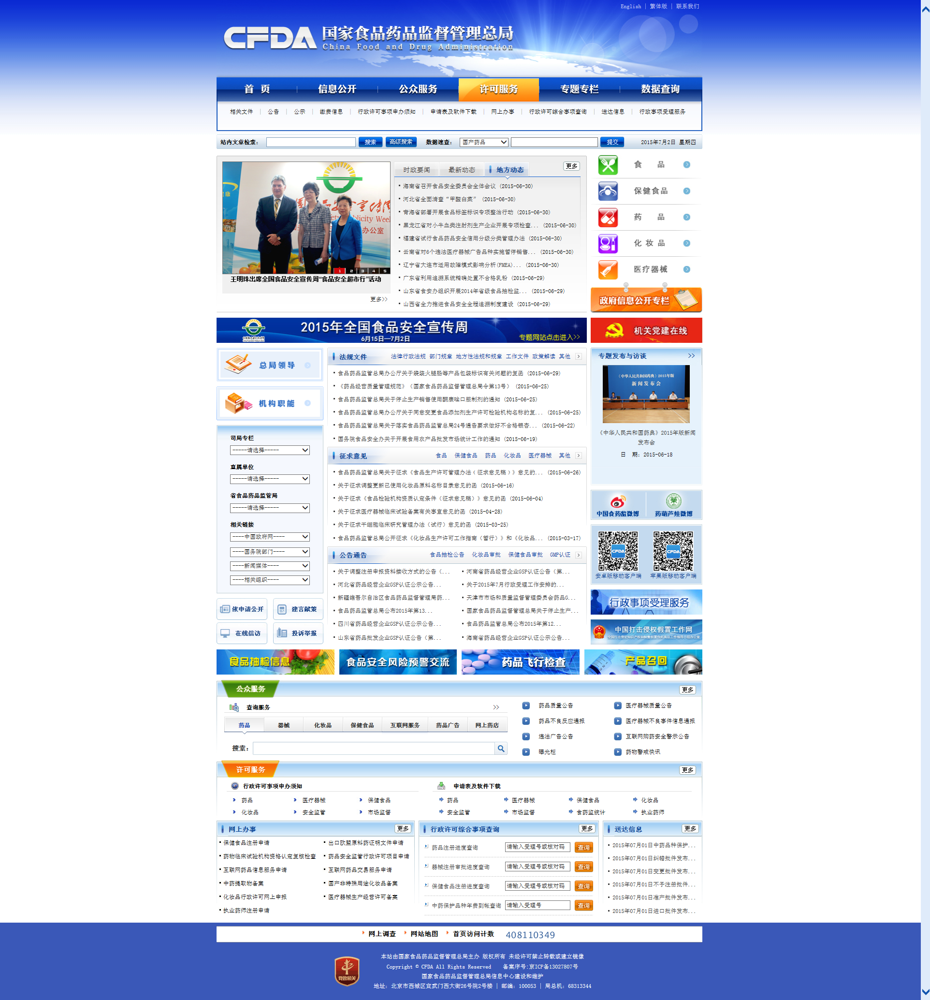 English | 繁体版 | 联系我们
CFDA 国家食品药品监督管理总局
China Food and Drug Administration
首 页 信息公开 公众服务 许可服务 专题专栏 数据查询
相关文件 公告 公示 缴费信息 行政许可事项申办须知 申请表及软件下载 网上办事 行政许可综合事项查询 送达信息 行政事项受理服务
站内文章检索： 搜索 高级搜索 数据速查： 国产药品 提交 2015年7月2日 星期四
办公室
1 2 3 4 5
王明珠出席全国食品安全宣传周“食品安全超市行”活动
更多>>
时政要闻 最新动态 地方动态 更多
海南省召开食品安全委员会全体会议 (2015-06-30)
河北省全面清查“甲醛白菜” (2015-06-30)
青海省部署开展食品标签标识专项整治行动 (2015-06-30)
黑龙江省对小牛血类注射剂生产企业开展专项检查... (2015-06-30)
福建省试行食品药品安全信用分级分类管理办法 (2015-06-30)
云南省对6个违法医疗器械广告品种实施暂停销售... (2015-06-30)
辽宁省大连市运用故障模式影响分析(FMEA)... (2015-06-30)
广东省利用追溯系统精确处置不合格乳粉 (2015-06-29)
山东省食安办组织开展2014年省级食品抽检监... (2015-06-29)
山西省全力推进食品安全全程追溯制度建设 (2015-06-29)
食 品
保健食品
药 品
化 妆 品
医疗器械
政府信息公开专栏
2015年全国食品安全宣传周
6月15日—7月2日
专题网站点击进入>>
机关党建在线
总局领导
机构职能
司局专栏
-----请选择-----
直属单位
-----请选择-----
省食品药品监管局
-----请选择-----
相关链接
----中国政府网----
----国务院部门----
----新闻媒体----
----相关组织----
依申请公开 建言献策
在线信访 投诉举报
法规文件 法律行政法规 部门规章 地方性法规和规章 工作文件 政策解读 其他
食品药品监管总局办公厅关于袋装火腿肠等产品包装标识有关问题的复函 (2015-06-29)
《药品经营质量管理规范》（国家食品药品监督管理总局令第13号） (2015-06-25)
食品药品监管总局关于停止生产销售使用酮康唑口服制剂的通知 (2015-06-25)
食品药品监管总局办公厅关于同意变更食品添加剂生产许可检验机构名称的复... (2015-06-25)
食品药品监管总局关于落实食品药品监管总局24号通告要求做好不合格银杏... (2015-06-22)
国务院食品安全办关于开展食用农产品批发市场统计工作的通知 (2015-06-19)
征求意见 食品 保健食品 药品 化妆品 医疗器械 其他
食品药品监管总局关于征求《食品生产许可管理办法（征求意见稿）》意见的... (2015-06-26)
关于征求调整更新已使用化妆品原料名称目录意见的函 (2015-06-16)
关于征求《食品检验机构资质认定条件（征求意见稿）》意见的函 (2015-06-04)
关于征求医疗器械临床试验备案有关事宜意见的函 (2015-04-28)
关于征求干细胞临床研究管理办法（试行）意见的函 (2015-03-25)
食品药品监管总局公开征求《化妆品生产许可工作指南（暂行）》和《化妆品... (2015-03-17)
公告通告 食品抽检公告 化妆品审批 保健食品审批 GMP认证
关于调整注册申报资料接收方式的公告（... 河南省药品经营企业GSP认证公告（第...
河北省药品经营企业GSP认证公示公告... 关于2015年7月行政受理工作安排的...
新疆维吾尔自治区食品药品监督管理局药... 天津市市场和质量监督管理委员会药品G...
食品药品监管总局公布2015年第13... 国家食品药品监督管理总局关于停止生产...
四川省药品经营企业GSP认证公示公告... 食品药品监管总局公布2015年第12...
山东省药品批发企业GSP认证公告（第... 海南省药品经营企业GSP认证公示公告...
专题发布与访谈 >>
《中华人民共和国药典》2015年版
新闻发布会
《中华人民共和国药典》2015年版新闻
发布会
日 期：2015-06-18
中国食药监微博 药葫芦娃微博
CFDA CFDA
安卓版移动客户端 苹果版移动客户端
行政事项受理服务
中国打击侵权假冒工作网
全国打击侵犯知识产权和制售假冒伪劣商品工作领导小组办公室
食品抽检信息 食品安全风险预警交流 药品飞行检查 产品召回
公众服务 更多
查询服务 >>
药品 器械 化妆品 保健食品 互联网服务 药品广告 网上药店
搜索：
药品质量公告 医疗器械质量公告
药品不良反应通报 医疗器械不良事件信息通报
违法广告公告 互联网购药安全警示公告
曝光栏 药物警戒快讯
许可服务 更多
行政许可事项申办须知 申请表及软件下载
药品 医疗器械 保健食品 药品 医疗器械 保健食品 化妆品
化妆品 安全监管 市场监督 安全监管 市场监督 食药监统计 执业药师
网上办事 更多
保健食品注册申请 出口欧盟原料药证明文件申请
药物临床试验机构资格认定复核检查 药品安全监管行政许可项目申请
互联网药品信息服务申请 互联网药品交易服务申请
中药提取物备案 国产非特殊用途化妆品备案
化妆品行政许可网上申报 医疗器械生产经营许可备案
执业药师注册申请
行政许可综合事项查询 更多
药品注册进度查询 请输入受理号或核对码 查询
器械注册审批进度查询 请输入受理号或核对码 查询
保健食品注册进度查询 请输入受理号或核对码 查询
中药保护品种年费到帐查询 请输入受理号 查询
送达信息 更多
2015年07月01日中药品种保护...
2015年07月01日纠错批件发布...
2015年07月01日变更批件发布...
2015年07月01日不予注册批件...
2015年07月01日准产批件发布...
2015年07月01日进口批件发布...
网上调查 网站地图 首页访问计数 408110349
党政机关
本站由国家食品药品监督管理总局主办 版权所有 未经许可禁止转载或建立镜像
Copyright © CFDA All Rights Reserved 备案序号:京ICP备13027807号
国家食品药品监督管理总局信息中心建设和维护
地址：北京市西城区宣武门西大街26号院2号楼 | 邮编：100053 | 局总机：68313344